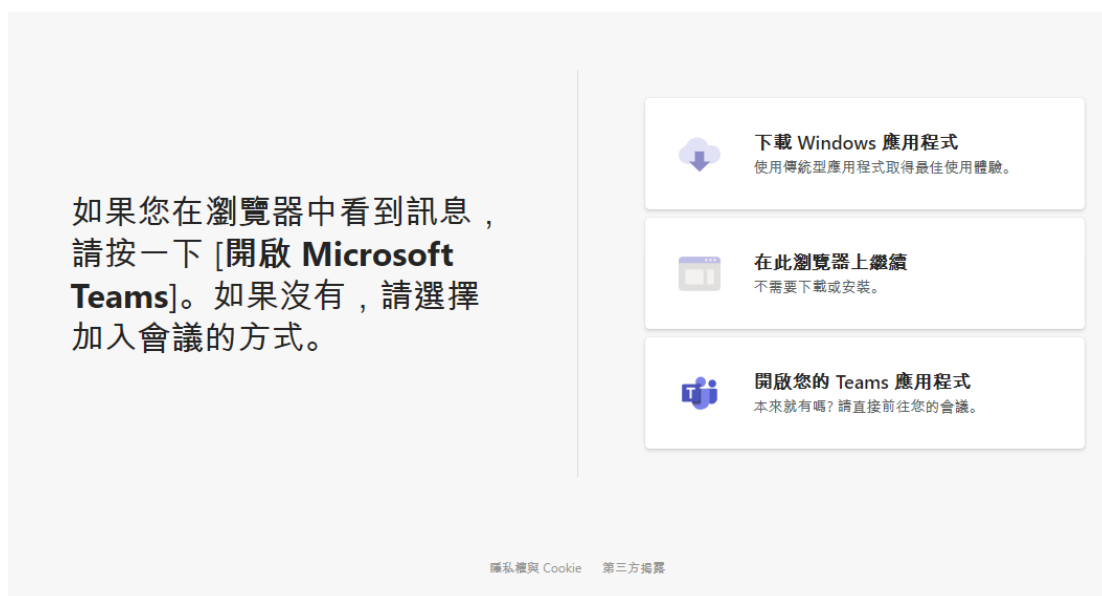 如果您在瀏覽器中看到訊息，
請按一下 [開啟 Microsoft
Teams]。如果沒有，請選擇
加入會議的方式。
下載 Windows 應用程式
使用傳統型應用程式取得最佳使用體驗。
在此瀏覽器上繼續
不需要下載或安裝。
開啟您的 Teams 應用程式
本來就有嗎? 請直接前往您的會議。
隱私權與 Cookie 第三方揭露